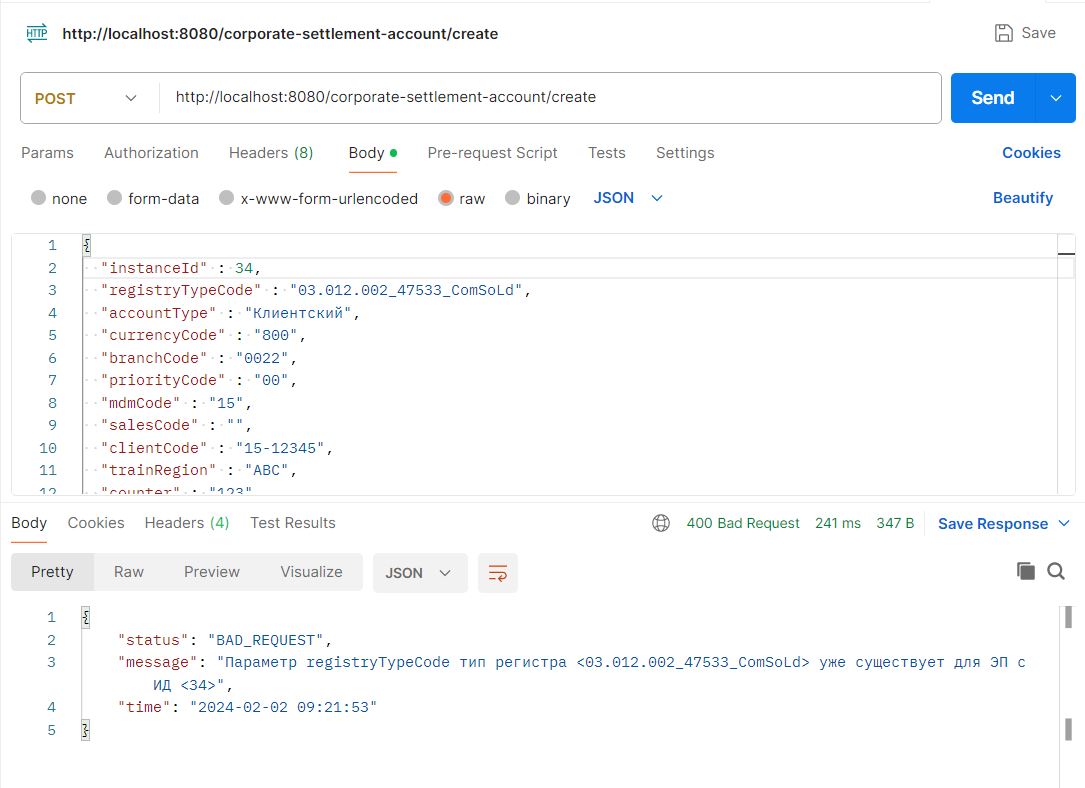 HTTP http://localhost:8080/corporate-settlement-account/create Save
POST http://localhost:8080/corporate-settlement-account/create Send
Params Authorization Headers (8) Body Pre-request Script Tests Settings Cookies
none form-data x-www-form-urlencoded raw binary JSON Beautify
1 {
2 "instanceId" : 34,
3 "registryTypeCode" : "03.012.002_47533_ComSoLd",
4 "accountType" : "Клиентский",
5 "currencyCode" : "800",
6 "branchCode" : "0022",
7 "priorityCode" : "00",
8 "mdmCode" : "15",
9 "salesCode" : "",
10 "clientCode" : "15-12345",
11 "trainRegion" : "ABC",
12 "counter" : "123"
Body Cookies Headers (4) Test Results 400 Bad Request 241 ms 347 B Save Response
Pretty Raw Preview Visualize JSON
1 {
2 "status": "BAD_REQUEST",
3 "message": "Параметр registryTypeCode тип регистра <03.012.002_47533_ComSoLd> уже существует для ЭП с
ИД <34>",
4 "time": "2024-02-02 09:21:53"
5 }